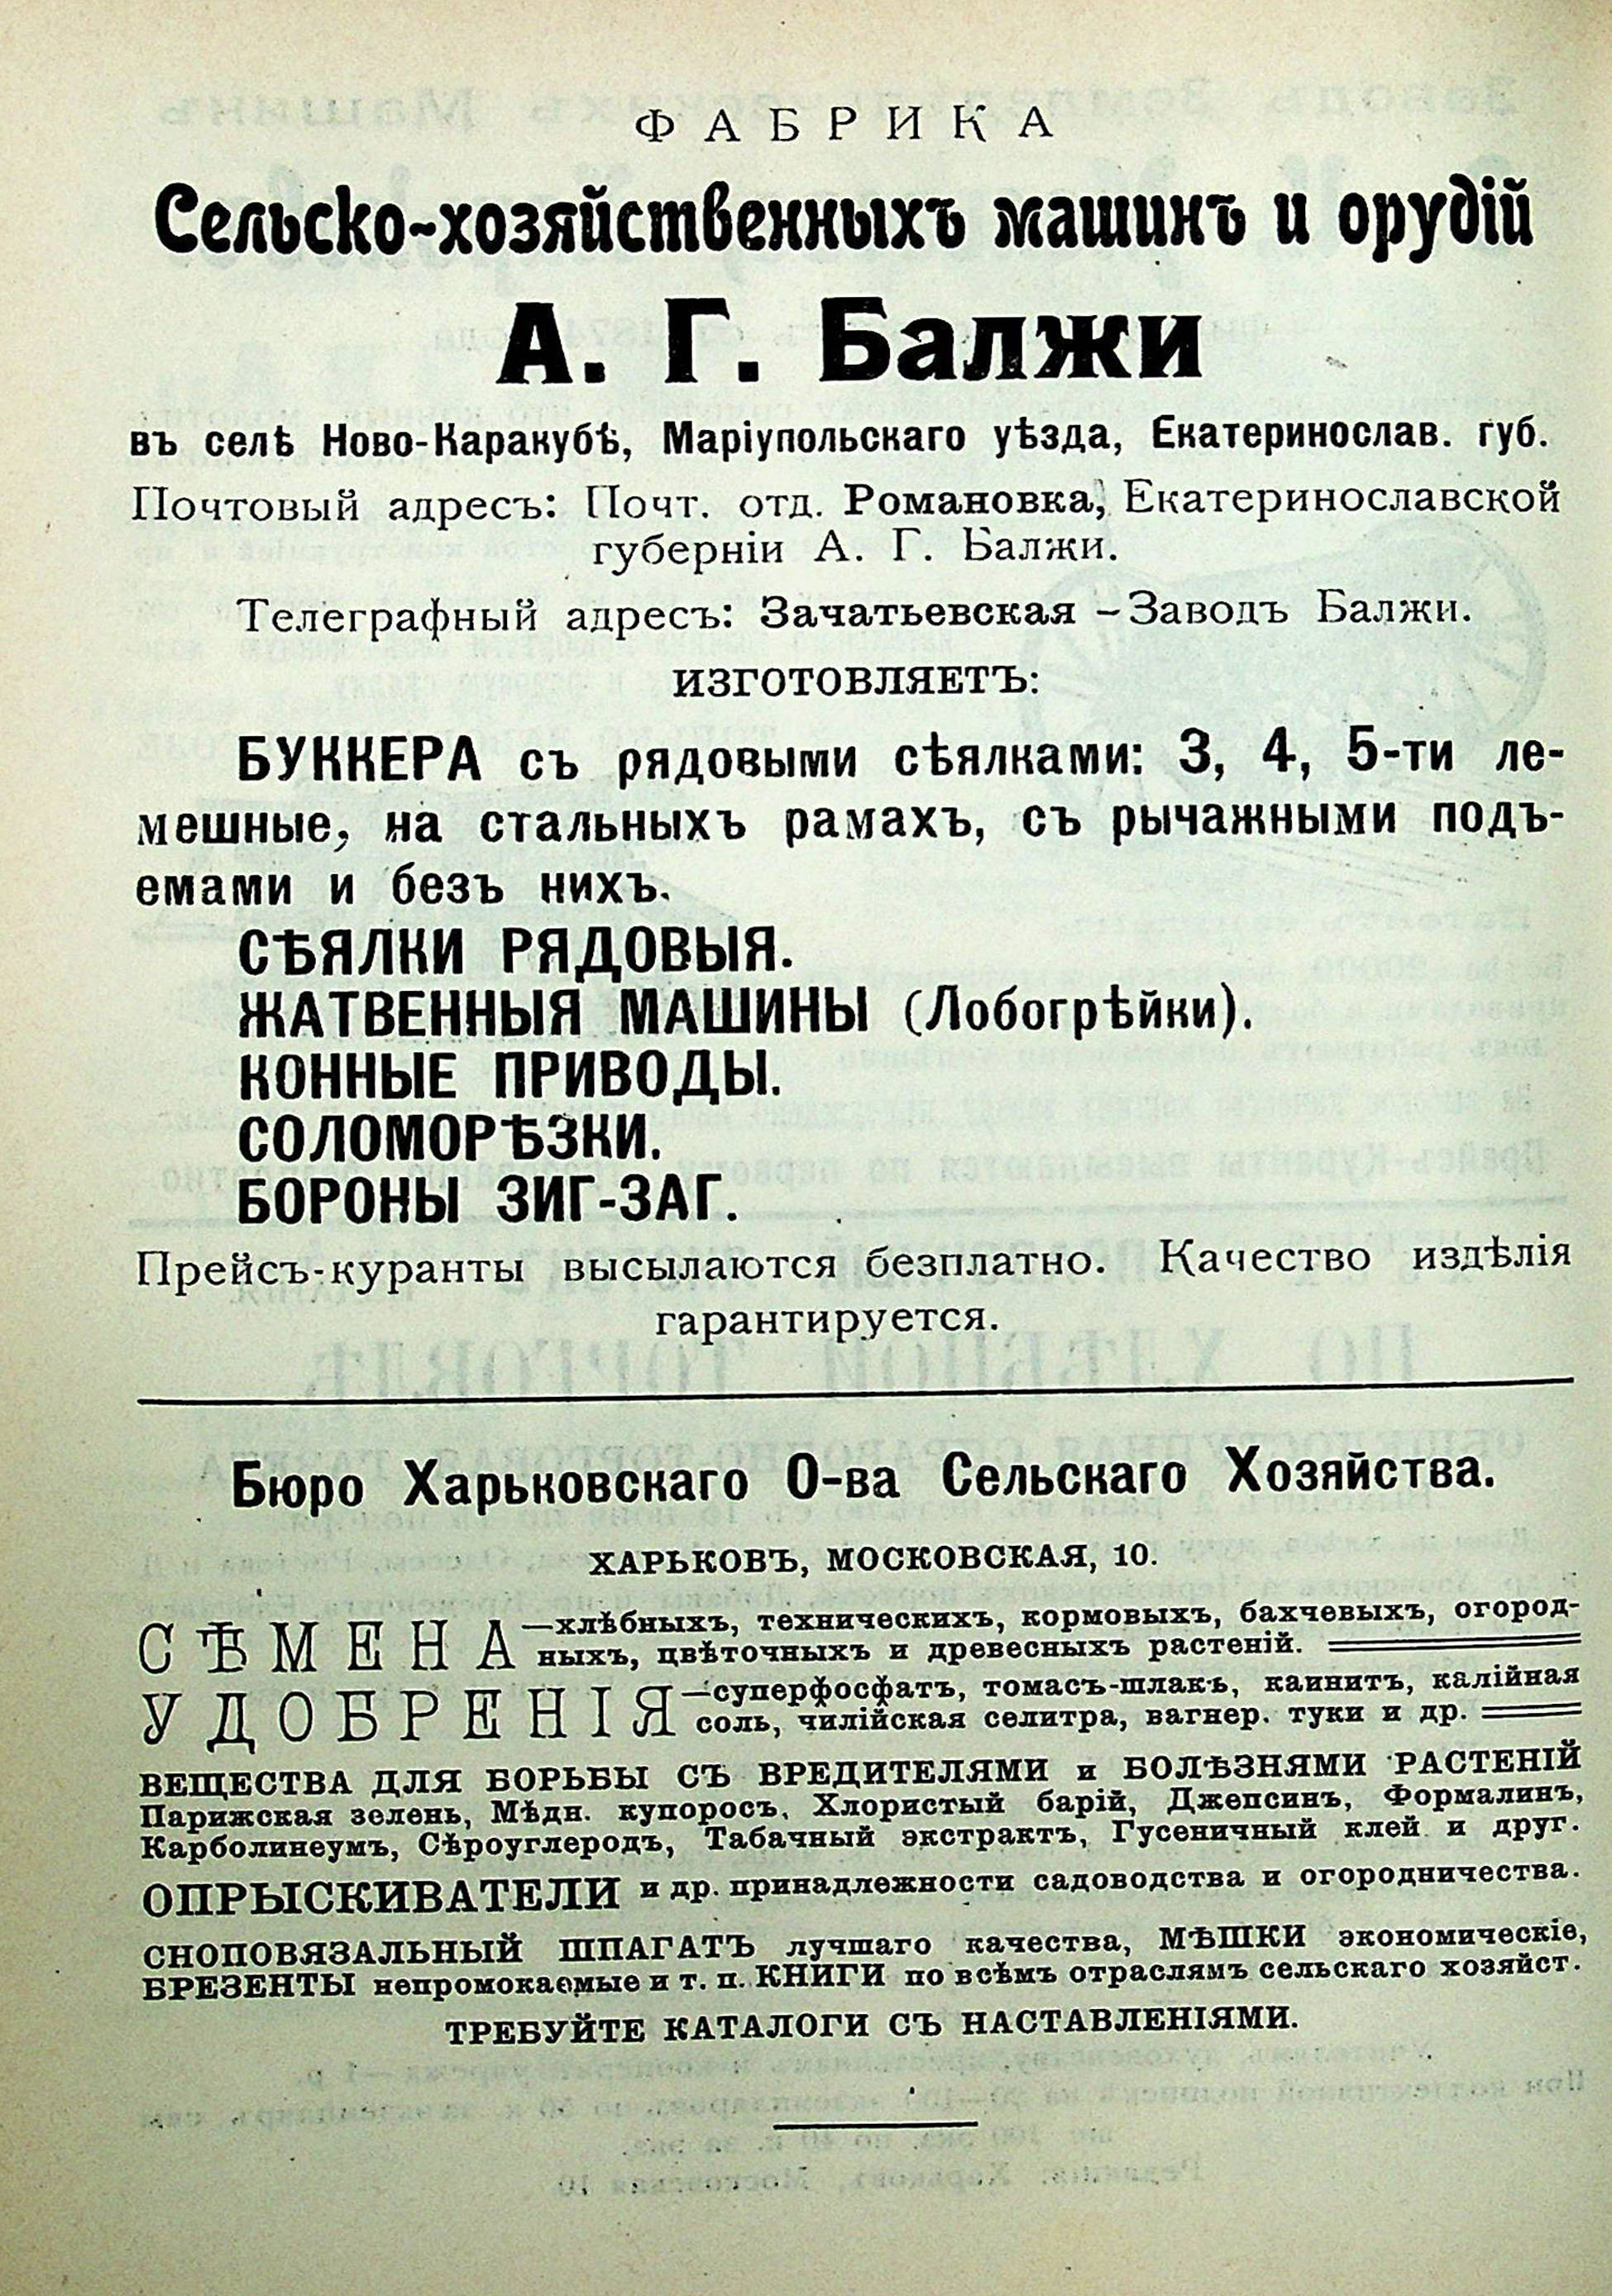 ФАБРИКА
Сельско-хозяйственныхъ машинъ и орудій
А. Г. Балжи
въ селѣ Ново-Каракубѣ, Маріупольскаго уѣзда, Екатеринослав. губ.
Почтовый адресъ: Почт. отд. Романовка, Екатеринославской
губерніи А. Г. Балжи.
Телеграфный адресъ: Зачатьевская –Заводъ Балжи.
ИЗГОТОВЛЯЕТЪ:
БУККЕРА съ рядовыми сѣялками: 3, 4, 5-ти ле-
мешные, на стальныхъ рамахъ, съ рычажными подъ-
емами и безъ нихъ.
СѢЯЛКИ РЯДОВЫЯ.
ЖАТВЕННЫЯ МАШИНЫ (Лобогрѣйки).
КОННЫЕ ПРИВОДЫ.
СОЛОМОРѢЗКИ.
БОРОНЫ ЗИГ-ЗАГ.
Прейсъ-куранты высылаются безплатно. Качество издѣлія
гарантируется.
Бюро Харьковскаго О-ва Сельскаго Хозяйства.
ХАРЬКОВЪ, МОСКОВСКАЯ, 10.
СѢМЕНА—хлѣбныхъ, техническихъ, кормовыхъ, бахчевыхъ, огород-
ныхъ, цвѣточныхъ и древесныхъ растеній.
УДОБРЕНІЯ—суперфосфатъ, томасъ-шлакъ, каинитъ, калійная
соль, чилійская селитра, вагнер. туки и др.
ВЕЩЕСТВА ДЛЯ БОРЬБЫ СЪ ВРЕДИТЕЛЯМИ и БОЛѢЗНЯМИ РАСТЕНІЙ
Парижская зелень, Мѣдн. купоросъ, Хлористый барій, Джепсинъ, Формалинъ,
Карболинеумъ, Сѣроуглеродъ, Табачный экстрактъ, Гусеничный клей и друг.
ОПРЫСКИВАТЕЛИ и др. принадлежности садоводства и огородничества.
СНОПОВЯЗАЛЬНЫЙ ШПАГАТЪ лучшаго качества, МѢШКИ экономическіе,
БРЕЗЕНТЫ непромокаемые и т. п. КНИГИ по всѣмъ отраслямъ сельскаго хозяйст.
ТРЕБУЙТЕ КАТАЛОГИ СЪ НАСТАВЛЕНІЯМИ.